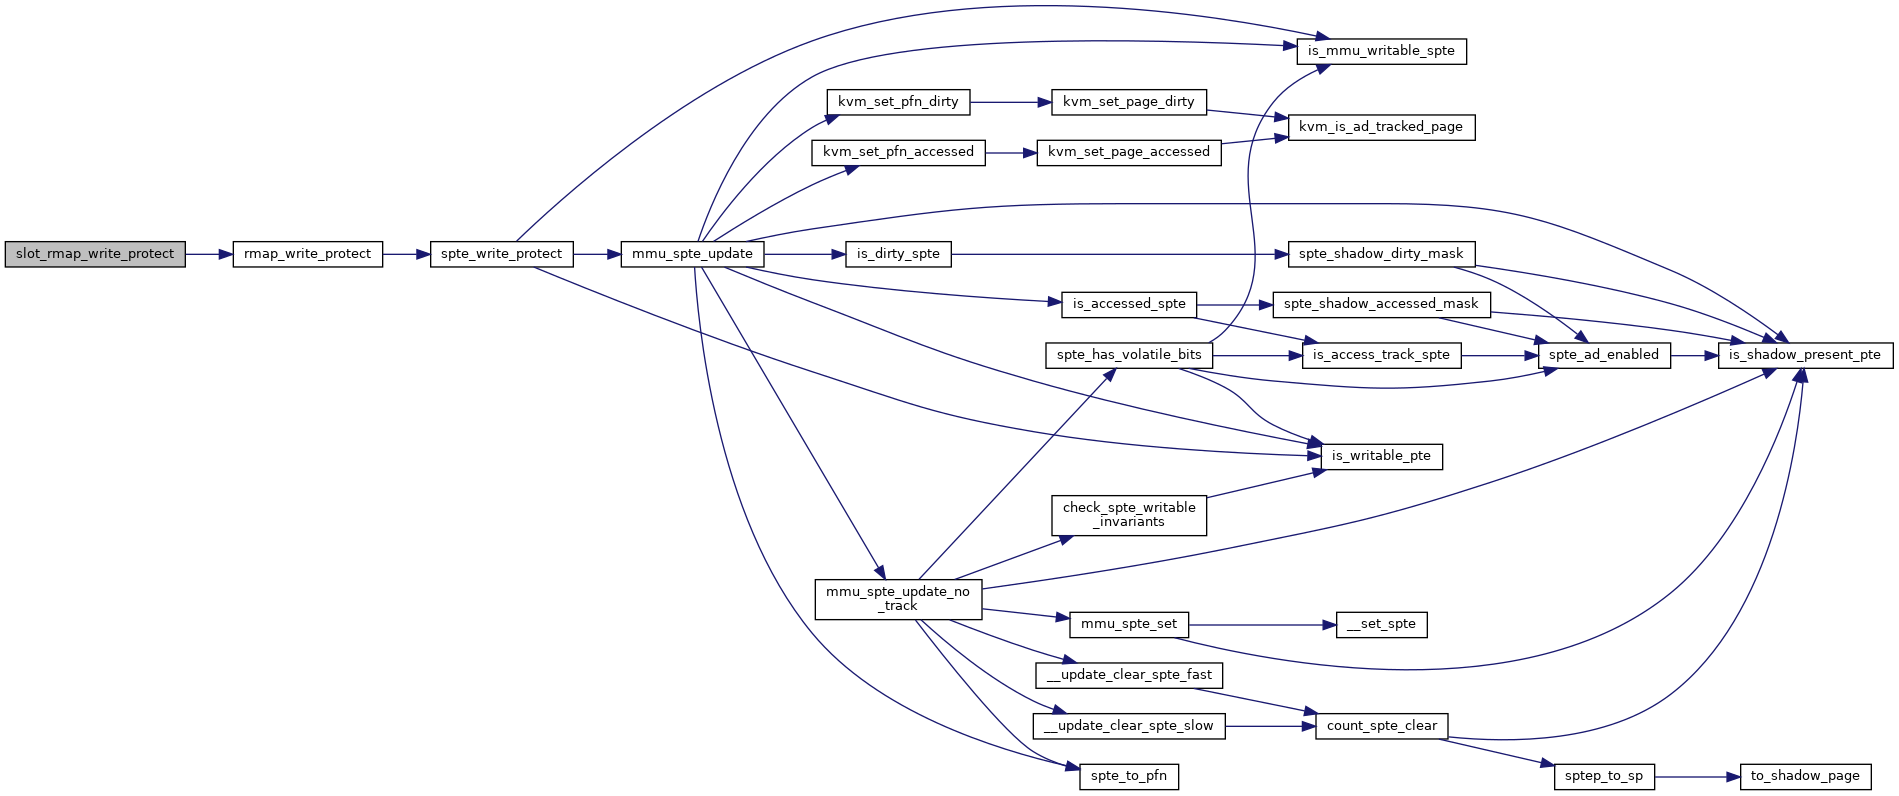 is_mmu_writable_spte
kvm_set_pfn_dirty
kvm_set_page_dirty
kvm_is_ad_tracked_page
kvm_set_pfn_accessed
kvm_set_page_accessed
slot_rmap_write_protect
rmap_write_protect
spte_write_protect
mmu_spte_update
is_dirty_spte
spte_shadow_dirty_mask
is_accessed_spte
spte_shadow_accessed_mask
spte_has_volatile_bits
is_access_track_spte
spte_ad_enabled
is_shadow_present_pte
is_writable_pte
check_spte_writable
_invariants
mmu_spte_update_no
_track
mmu_spte_set
__set_spte
__update_clear_spte_fast
__update_clear_spte_slow
count_spte_clear
spte_to_pfn
sptep_to_sp
to_shadow_page